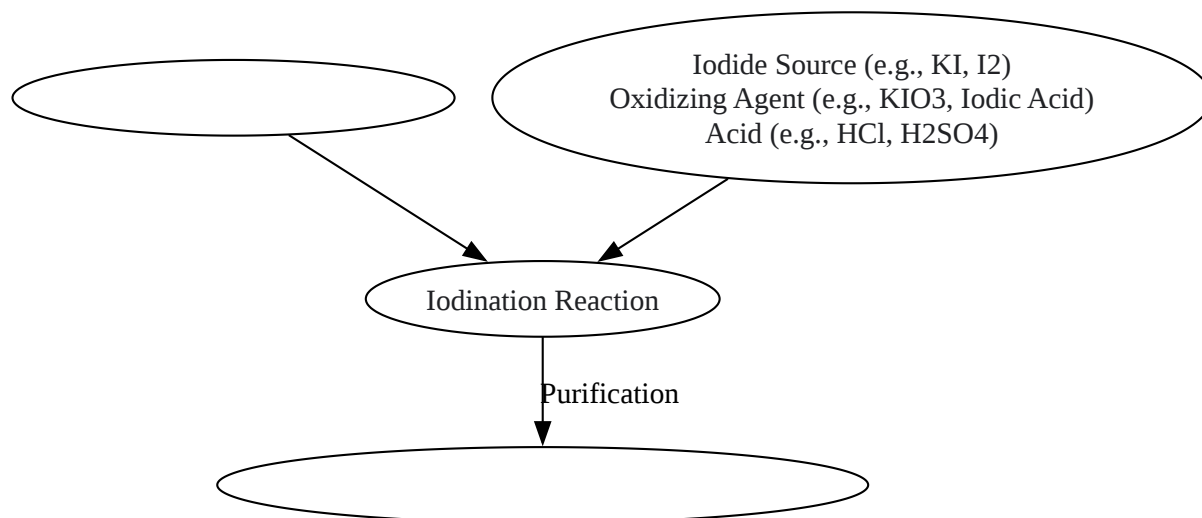 Iodide Source (e.g., KI, I2)
Oxidizing Agent (e.g., KIO3, Iodic Acid)
Acid (e.g., HCl, H2SO4)
Iodination Reaction
Purification